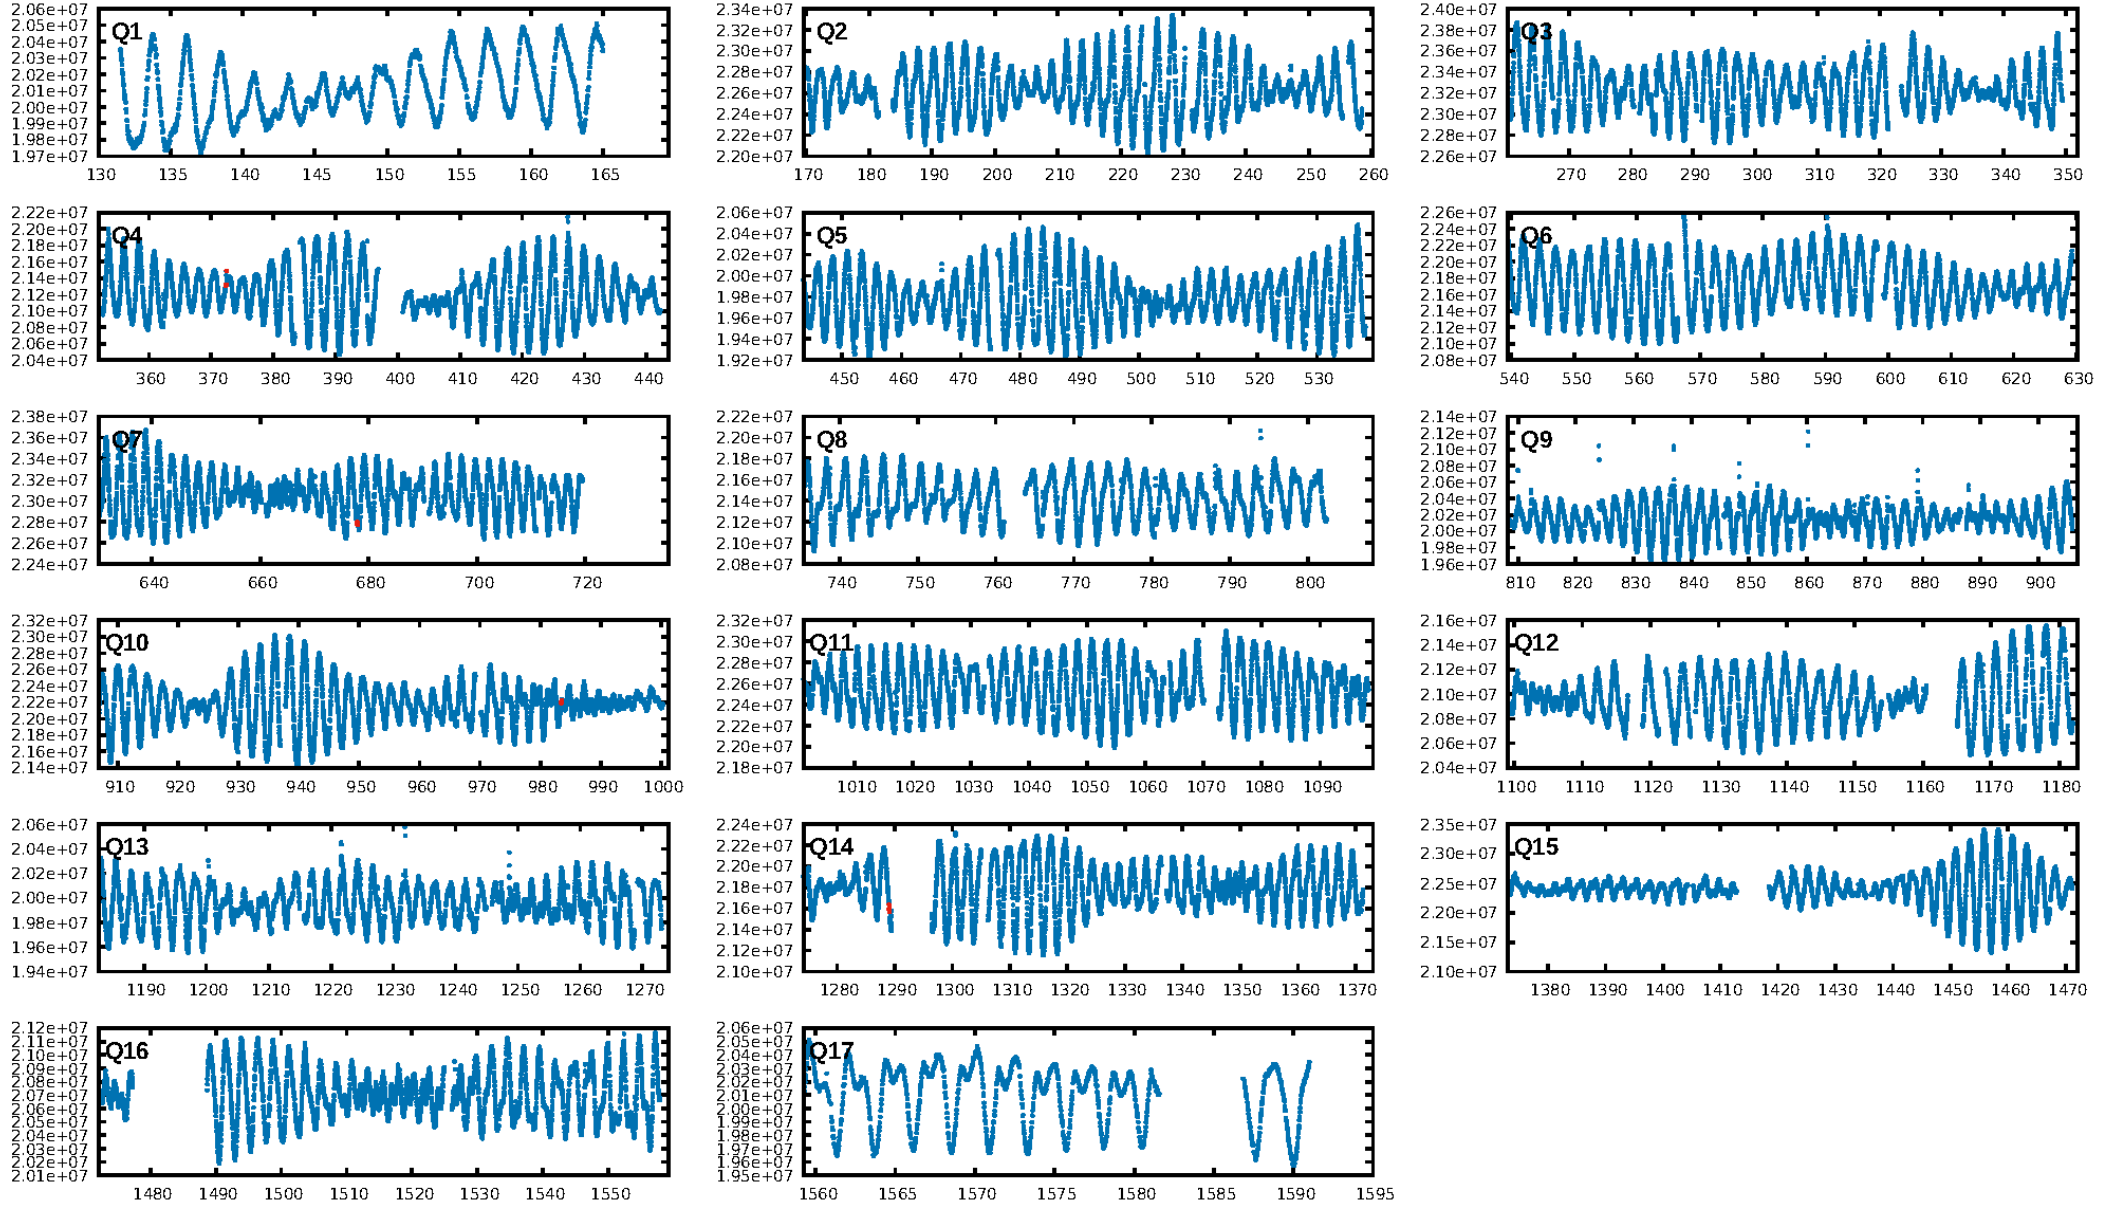 2.06e+07 2.05e+07 2.04e+07 2.03e+07 2.02e+07 2.01e+07 2.00e+07 1.99e+07 1.98e+07 1.97e+07
Q1
130 135 140 145 150 155 160 165
2.34e+07 2.32e+07 2.30e+07 2.28e+07 2.26e+07 2.24e+07 2.22e+07 2.20e+07
Q2
170 180 190 200 210 220 230 240 250 260
2.40e+07 2.38e+07 2.36e+07 2.34e+07 2.32e+07 2.30e+07 2.28e+07 2.26e+07
Q3
270 280 290 300 310 320 330 340 350
2.22e+07 2.20e+07 2.18e+07 2.16e+07 2.14e+07 2.12e+07 2.10e+07 2.08e+07 2.06e+07 2.04e+07
Q4
360 370 380 390 400 410 420 430 440
2.06e+07 2.04e+07 2.02e+07 2.00e+07 1.98e+07 1.96e+07 1.94e+07 1.92e+07
Q5
450 460 470 480 490 500 510 520 530
2.26e+07 2.24e+07 2.22e+07 2.20e+07 2.18e+07 2.16e+07 2.14e+07 2.12e+07 2.10e+07 2.08e+07
Q6
540 550 560 570 580 590 600 610 620 630
2.38e+07 2.36e+07 2.34e+07 2.32e+07 2.30e+07 2.28e+07 2.26e+07 2.24e+07
Q7
640 660 680 700 720
2.22e+07 2.20e+07 2.18e+07 2.16e+07 2.14e+07 2.12e+07 2.10e+07 2.08e+07
Q8
740 750 760 770 780 790 800
2.14e+07 2.12e+07 2.10e+07 2.08e+07 2.06e+07 2.04e+07 2.02e+07 2.00e+07 1.98e+07 1.96e+07
Q9
810 820 830 840 850 860 870 880 890 900
2.32e+07 2.30e+07 2.28e+07 2.26e+07 2.24e+07 2.22e+07 2.20e+07 2.18e+07 2.16e+07 2.14e+07
Q10
910 920 930 940 950 960 970 980 990 1000
2.32e+07 2.30e+07 2.28e+07 2.26e+07 2.24e+07 2.22e+07 2.20e+07 2.18e+07
Q11
1010 1020 1030 1040 1050 1060 1070 1080 1090
2.16e+07 2.14e+07 2.12e+07 2.10e+07 2.08e+07 2.06e+07 2.04e+07
Q12
1100 1110 1120 1130 1140 1150 1160 1170 1180
2.06e+07 2.04e+07 2.02e+07 2.00e+07 1.98e+07 1.96e+07 1.94e+07
Q13
1190 1200 1210 1220 1230 1240 1250 1260 1270
2.24e+07 2.22e+07 2.20e+07 2.18e+07 2.16e+07 2.14e+07 2.12e+07 2.10e+07
Q14
1280 1290 1300 1310 1320 1330 1340 1350 1360 1370
2.35e+07 2.30e+07 2.25e+07 2.20e+07 2.15e+07 2.10e+07
Q15
1380 1390 1400 1410 1420 1430 1440 1450 1460 1470
2.12e+07 2.11e+07 2.10e+07 2.09e+07 2.08e+07 2.07e+07 2.06e+07 2.05e+07 2.04e+07 2.03e+07 2.02e+07 2.01e+07
Q16
1480 1490 1500 1510 1520 1530 1540 1550
2.06e+07 2.05e+07 2.04e+07 2.03e+07 2.02e+07 2.01e+07 2.00e+07 1.99e+07 1.98e+07 1.97e+07 1.96e+07 1.95e+07
Q17
1560 1565 1570 1575 1580 1585 1590 1595